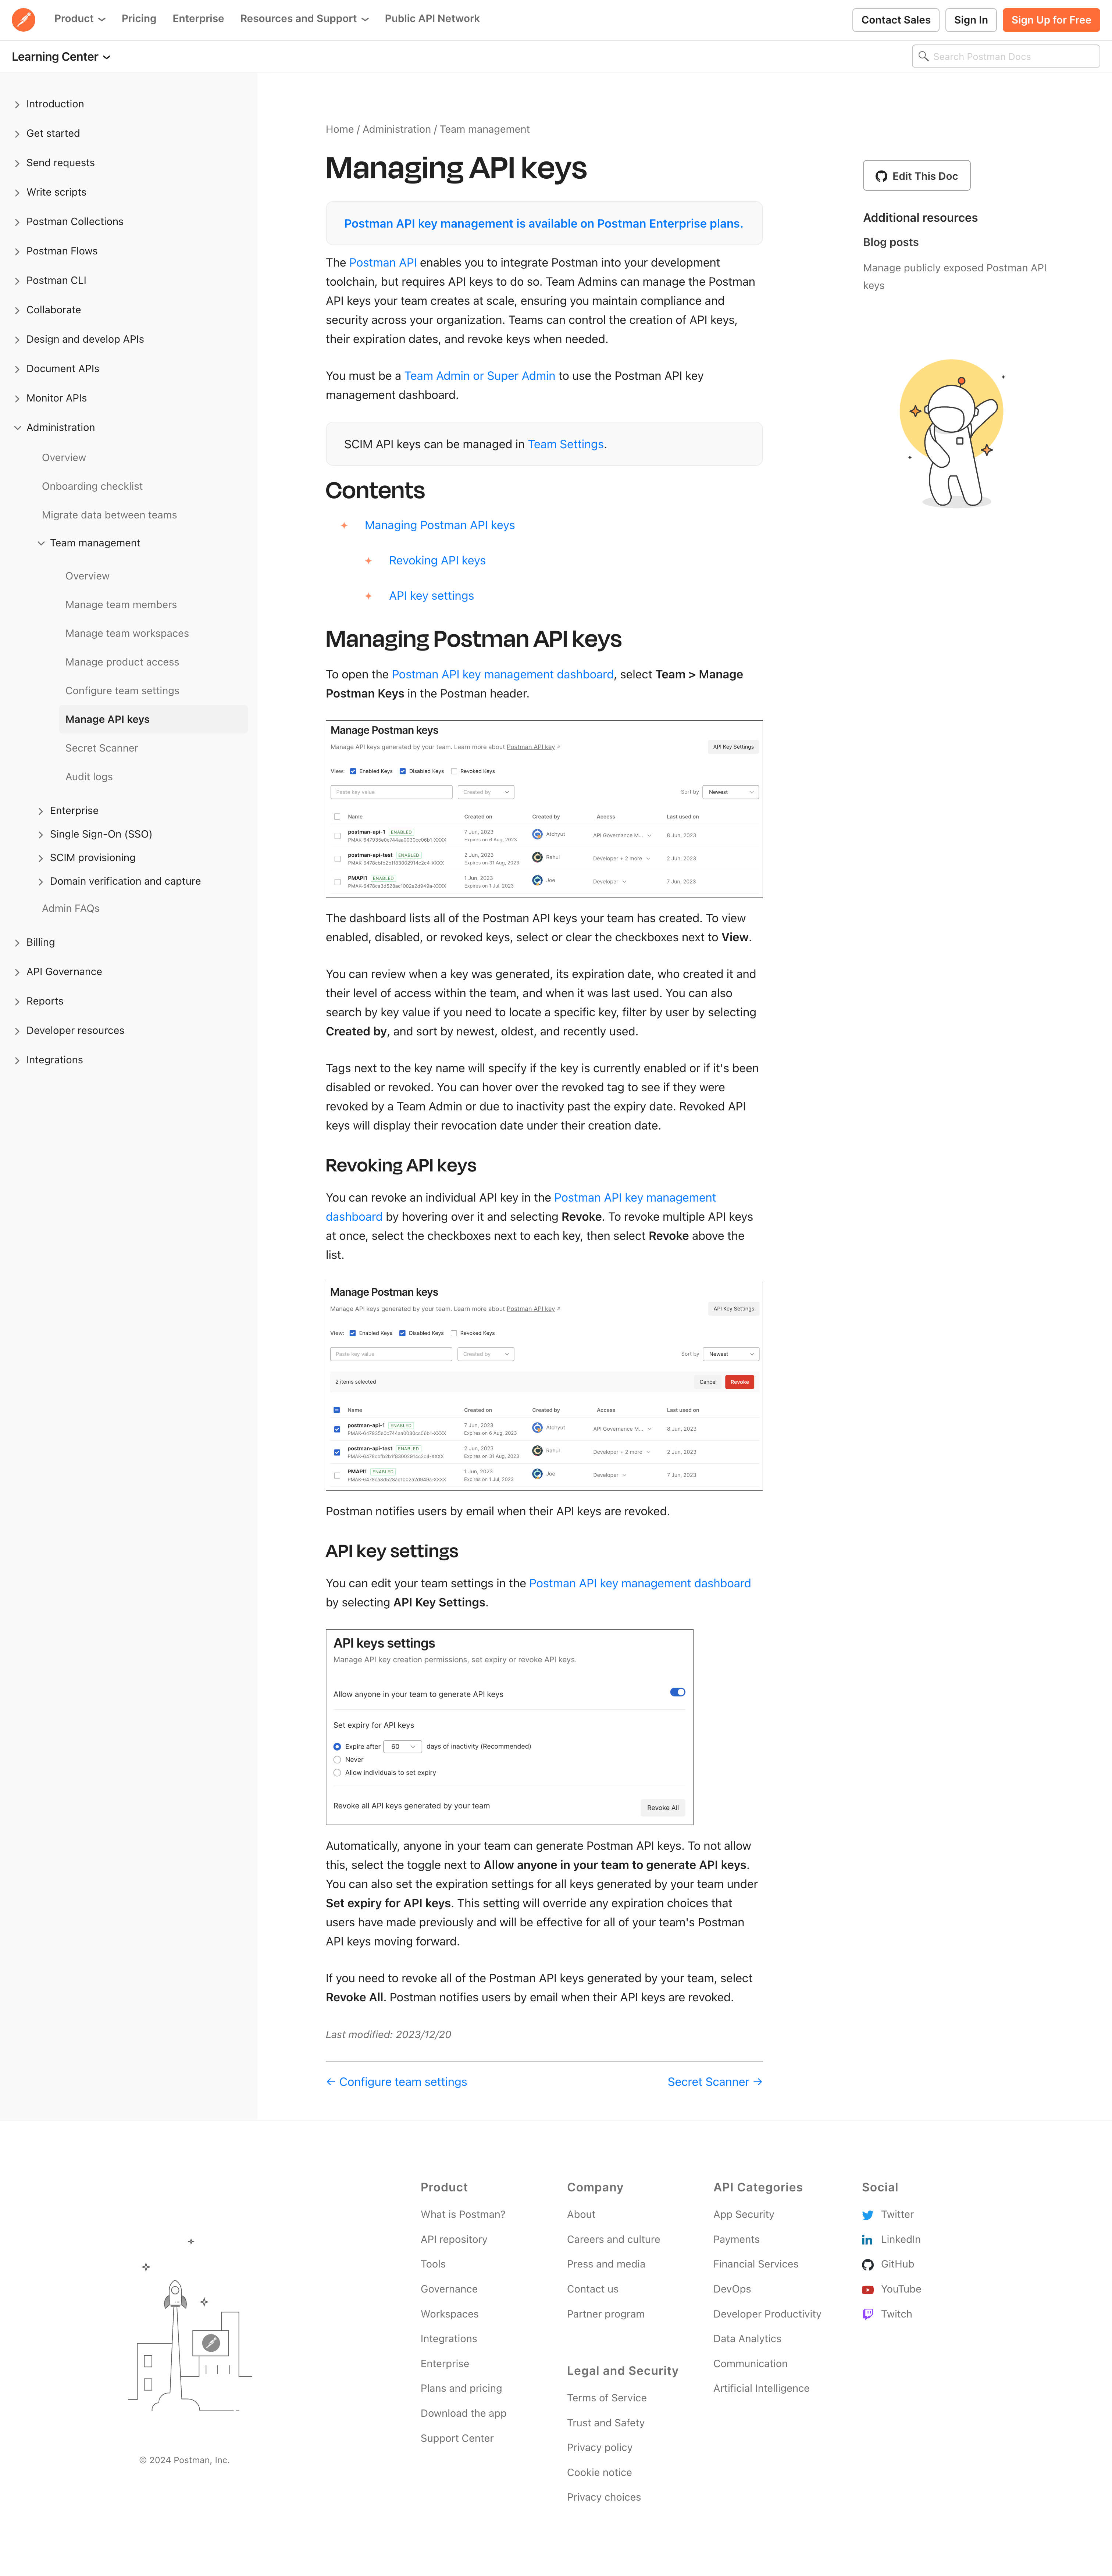 Product
Pricing
Enterprise
Resources and Support
Public API Network
Contact Sales
Sign In
Sign Up for Free
Learning Center
Search Postman Docs
Introduction
Get started
Send requests
Write scripts
Postman Collections
Postman Flows
Postman CLI
Collaborate
Design and develop APIs
Document APIs
Monitor APIs
Administration
Overview
Onboarding checklist
Migrate data between teams
Team management
Overview
Manage team members
Manage team workspaces
Manage product access
Configure team settings
Manage API keys
Secret Scanner
Audit logs
Enterprise
Single Sign-On (SSO)
SCIM provisioning
Domain verification and capture
Admin FAQs
Billing
API Governance
Reports
Developer resources
Integrations
Home / Administration / Team management
Managing API keys
Postman API key management is available on Postman Enterprise plans.
The Postman API enables you to integrate Postman into your development
toolchain, but requires API keys to do so. Team Admins can manage the Postman
API keys your team creates at scale, ensuring you maintain compliance and
security across your organization. Teams can control the creation of API keys,
their expiration dates, and revoke keys when needed.
You must be a Team Admin or Super Admin to use the Postman API key
management dashboard.
SCIM API keys can be managed in Team Settings.
Contents
Managing Postman API keys
Revoking API keys
API key settings
Managing Postman API keys
To open the Postman API key management dashboard, select Team > Manage
Postman Keys in the Postman header.
Manage Postman keys
Manage API keys generated by your team. Learn more about Postman API key ↗
API Key Settings
View: Enabled Keys Disabled Keys Revoked Keys
Paste key value Created by Sort by Newest
Name Created on Created by Access Last used on
postman-api-1 ENABLED 7 Jun, 2023 Aichyut API Governance M... 8 Jun, 2023
Expires on 6 Aug, 2023
postman-api-test ENABLED 2 Jun, 2023 Rahul Developer + 2 more 2 Jun, 2023
Expires on 31 Aug, 2023
PMAPI1 ENABLED 1 Jun, 2023 Joe Developer 7 Jun, 2023
Expires on 1 Jul, 2023
The dashboard lists all of the Postman API keys your team has created. To view
enabled, disabled, or revoked keys, select or clear the checkboxes next to View.
You can review when a key was generated, its expiration date, who created it and
their level of access within the team, and when it was last used. You can also
search by key value if you need to locate a specific key, filter by user by selecting
Created by, and sort by newest, oldest, and recently used.
Tags next to the key name will specify if the key is currently enabled or if it's been
disabled or revoked. You can hover over the revoked tag to see if they were
revoked by a Team Admin or due to inactivity past the expiry date. Revoked API
keys will display their revocation date under their creation date.
Revoking API keys
You can revoke an individual API key in the Postman API key management
dashboard by hovering over it and selecting Revoke. To revoke multiple API keys
at once, select the checkboxes next to each key, then select Revoke above the
list.
Manage Postman keys
Manage API keys generated by your team. Learn more about Postman API key ↗
API Key Settings
View: Enabled Keys Disabled Keys Revoked Keys
Paste key value Created by Sort by Newest
2 items selected Cancel Revoke
Name Created on Created by Access Last used on
postman-api-1 ENABLED 7 Jun, 2023 Aichyut API Governance M... 8 Jun, 2023
Expires on 6 Aug, 2023
postman-api-test ENABLED 2 Jun, 2023 Rahul Developer + 2 more 2 Jun, 2023
Expires on 31 Aug, 2023
PMAPI1 ENABLED 1 Jun, 2023 Joe Developer 7 Jun, 2023
Expires on 1 Jul, 2023
Postman notifies users by email when their API keys are revoked.
API key settings
You can edit your team settings in the Postman API key management dashboard
by selecting API Key Settings.
API keys settings
Manage API key creation permissions, set expiry or revoke API keys.
Allow anyone in your team to generate API keys
Set expiry for API keys
Expire after 60 days of inactivity (Recommended)
Never
Allow individuals to set expiry
Revoke all API keys generated by your team Revoke All
Automatically, anyone in your team can generate Postman API keys. To not allow
this, select the toggle next to Allow anyone in your team to generate API keys.
You can also set the expiration settings for all keys generated by your team under
Set expiry for API keys. This setting will override any expiration choices that
users have made previously and will be effective for all of your team's Postman
API keys moving forward.
If you need to revoke all of the Postman API keys generated by your team, select
Revoke All. Postman notifies users by email when their API keys are revoked.
Last modified: 2023/12/20
← Configure team settings
Secret Scanner →
Edit This Doc
Additional resources
Blog posts
Manage publicly exposed Postman API
keys
© 2024 Postman, Inc.
Product
What is Postman?
API repository
Tools
Governance
Workspaces
Integrations
Enterprise
Plans and pricing
Download the app
Support Center
Company
About
Careers and culture
Press and media
Contact us
Partner program
Legal and Security
Terms of Service
Trust and Safety
Privacy policy
Cookie notice
Privacy choices
API Categories
App Security
Payments
Financial Services
DevOps
Developer Productivity
Data Analytics
Communication
Artificial Intelligence
Social
Twitter
LinkedIn
GitHub
YouTube
Twitch